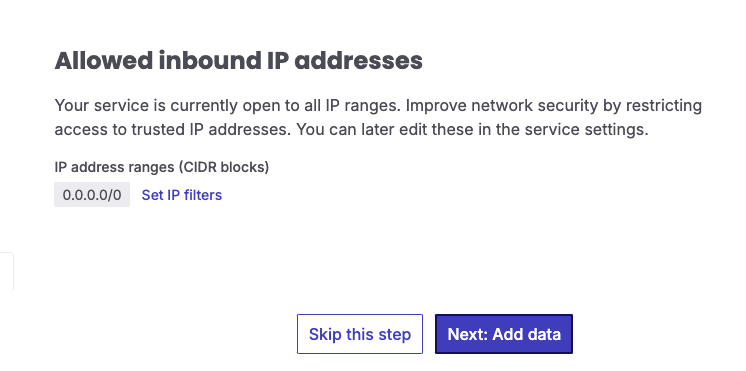 Allowed inbound IP addresses
Your service is currently open to all IP ranges. Improve network security by restricting
access to trusted IP addresses. You can later edit these in the service settings.
IP address ranges (CIDR blocks)
0.0.0.0/0 Set IP filters
Skip this step Next: Add data